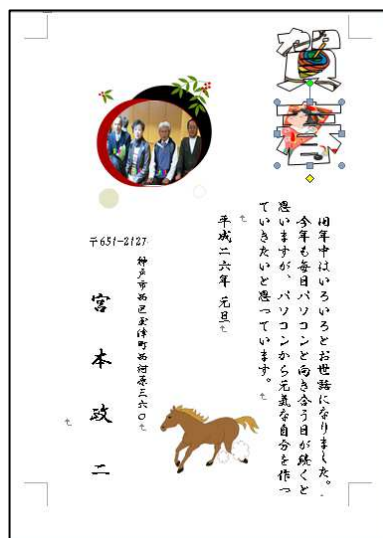 賀春
旧年中はいろいろとお世話になりました。
今年も毎日パソコンと向き合う日が続くと
思いますが、パソコンから元気な自分を作っ
ていきたいと思っています。
平成二六年 元旦
神戸市西区玉津町西河原三六〇
〒651-2127
宮本政二